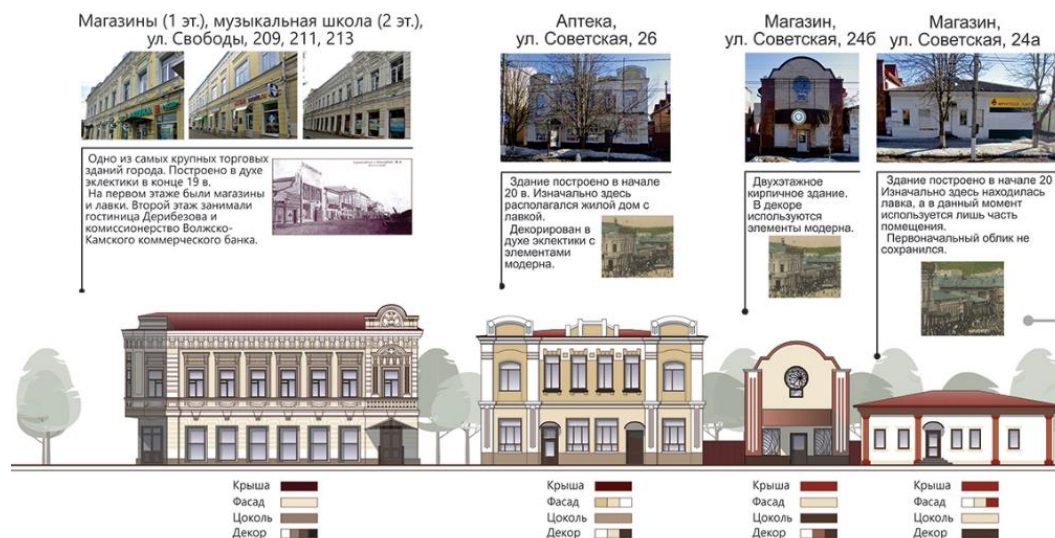 Магазины (1 эт.), музыкальная школа (2 эт.),
ул. Свободы, 209, 211, 213
Одно из самых крупных торговых
зданий города. Построено в духе
эклектики в конце 19 в.
На первом этаже были магазины
и лавки. Второй этаж занимали
гостиница Дерибезова и
комиссионерство Волжско-
Камского коммерческого банка.
Крыша
Фасад
Цоколь
Декор
Аптека,
ул. Советская, 26
Здание построено в начале
20 в. Изначально здесь
располагался жилой дом с
лавкой.
Декорирован в
духе эклектики с
элементами
модерна.
Крыша
Фасад
Цоколь
Декор
Магазин,
ул. Советская, 24б
Двухэтажное
кирпичное здание.
В декоре
используются
элементы модерна.
Крыша
Фасад
Цоколь
Декор
Магазин,
ул. Советская, 24а
Здание построено в начале 20
Изначально здесь находилась
лавка, а в данный момент
используется лишь часть
помещения.
Первоначальный облик не
сохранился.
Крыша
Фасад
Цоколь
Декор